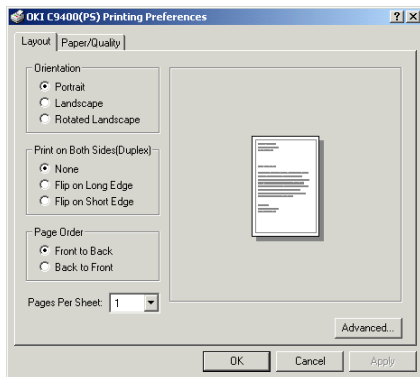 OKI C9400(PS) Printing Preferences
Layout Paper/Quality
Orientation
Portrait
Landscape
Rotated Landscape
Print on Both Sides(Duplex)
None
Flip on Long Edge
Flip on Short Edge
Page Order
Front to Back
Back to Front
Pages Per Sheet: 1
Advanced...
OK Cancel Apply